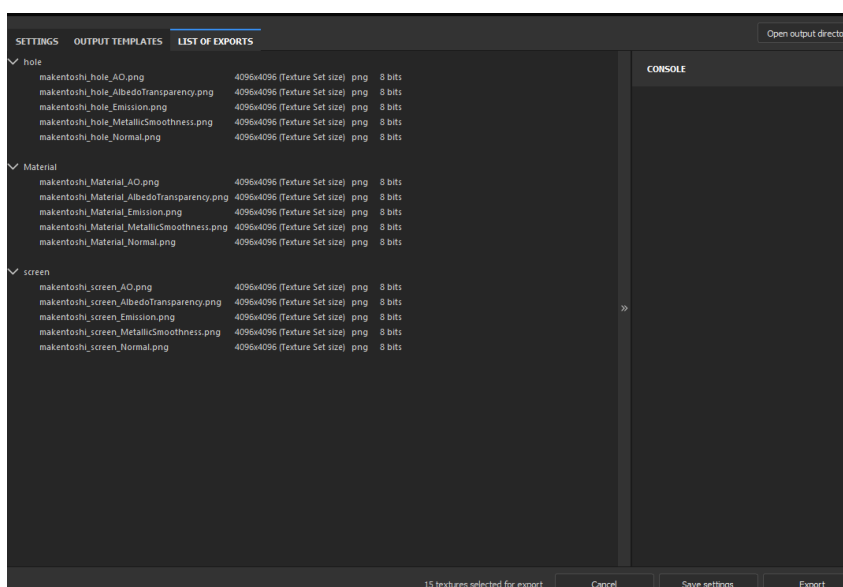 Open output directo
SETTINGS OUTPUT TEMPLATES LIST OF EXPORTS
CONSOLE
hole
makentoshi_hole_AO.png 4096x4096 (Texture Set size) png 8 bits
makentoshi_hole_AlbedoTransparency.png 4096x4096 (Texture Set size) png 8 bits
makentoshi_hole_Emission.png 4096x4096 (Texture Set size) png 8 bits
makentoshi_hole_MetallicSmoothness.png 4096x4096 (Texture Set size) png 8 bits
makentoshi_hole_Normal.png 4096x4096 (Texture Set size) png 8 bits
Material
makentoshi_Material_AO.png 4096x4096 (Texture Set size) png 8 bits
makentoshi_Material_AlbedoTransparency.png 4096x4096 (Texture Set size) png 8 bits
makentoshi_Material_Emission.png 4096x4096 (Texture Set size) png 8 bits
makentoshi_Material_MetallicSmoothness.png 4096x4096 (Texture Set size) png 8 bits
makentoshi_Material_Normal.png 4096x4096 (Texture Set size) png 8 bits
screen
makentoshi_screen_AO.png 4096x4096 (Texture Set size) png 8 bits
makentoshi_screen_AlbedoTransparency.png 4096x4096 (Texture Set size) png 8 bits
makentoshi_screen_Emission.png 4096x4096 (Texture Set size) png 8 bits
makentoshi_screen_MetallicSmoothness.png 4096x4096 (Texture Set size) png 8 bits
makentoshi_screen_Normal.png 4096x4096 (Texture Set size) png 8 bits
15 textures selected for export Cancel Save settings Export